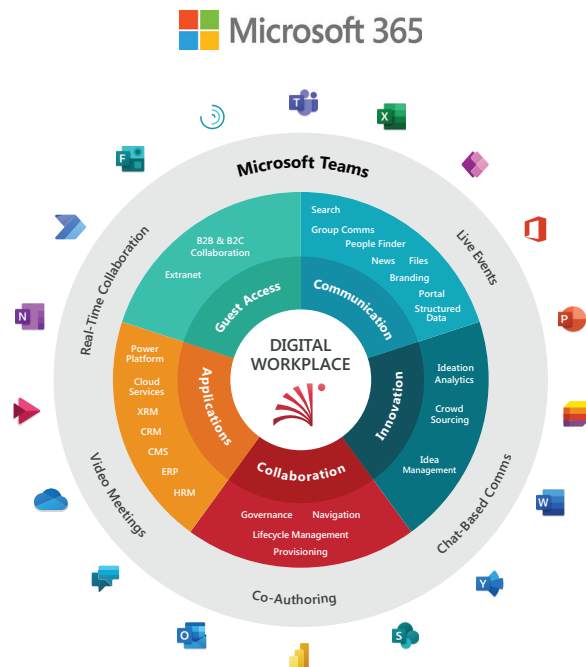 Microsoft 365
T
X
F
N
P
W
Y
S
O
Microsoft Teams
Live Events
Chat-Based Comms
Co-Authoring
Video Meetings
Real-Time Collaboration
DIGITAL
WORKPLACE
Guest Access
B2B & B2C
Collaboration
Extranet
Communication
Search
Group Comms
People Finder
News
Files
Branding
Portal
Structured
Data
Innovation
Ideation
Analytics
Crowd
Sourcing
Idea
Management
Collaboration
Governance
Navigation
Lifecycle Management
Provisioning
Applications
Power
Platform
Cloud
Services
XRM
CRM
CMS
ERP
HRM